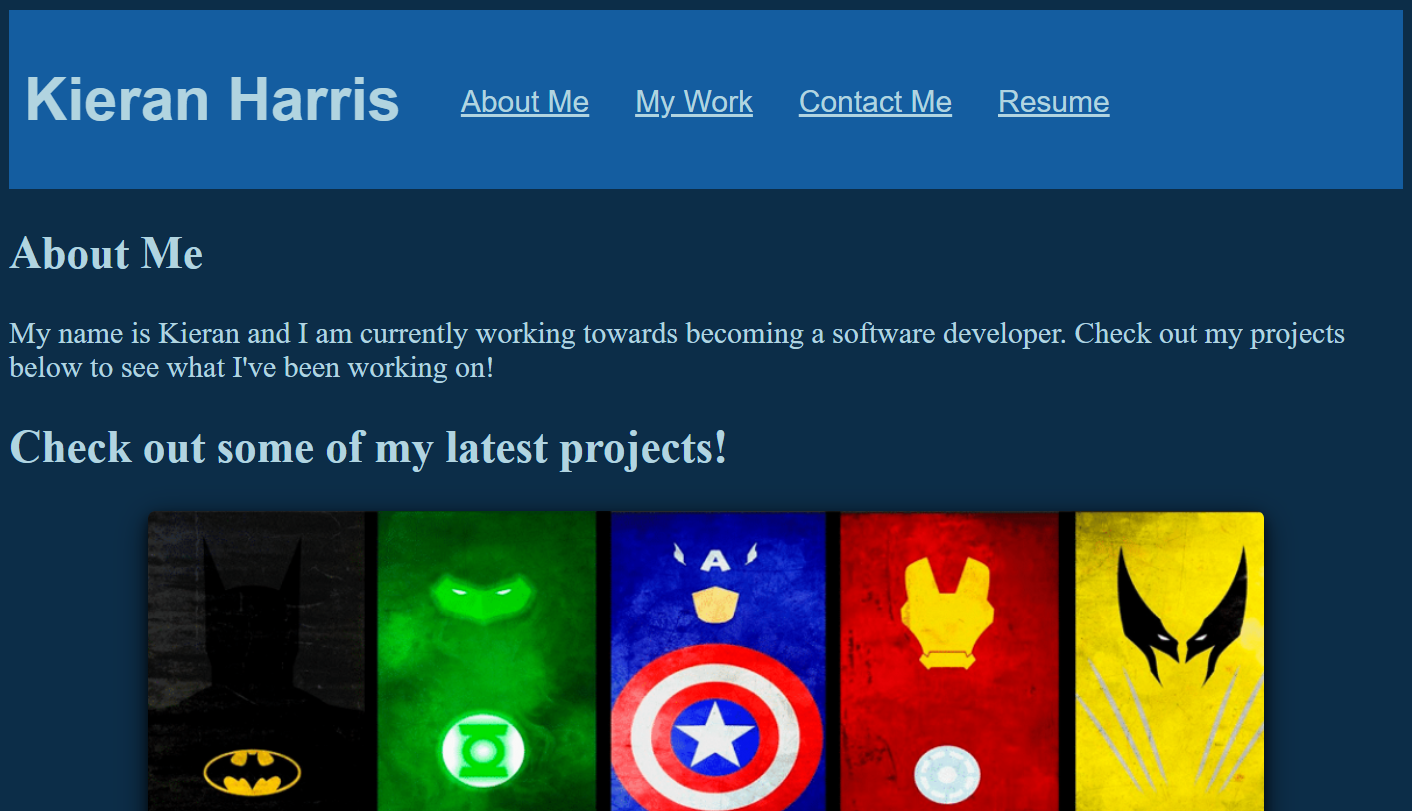 Kieran Harris About Me My Work Contact Me Resume
About Me
My name is Kieran and I am currently working towards becoming a software developer. Check out my projects
below to see what I've been working on!
Check out some of my latest projects!
A